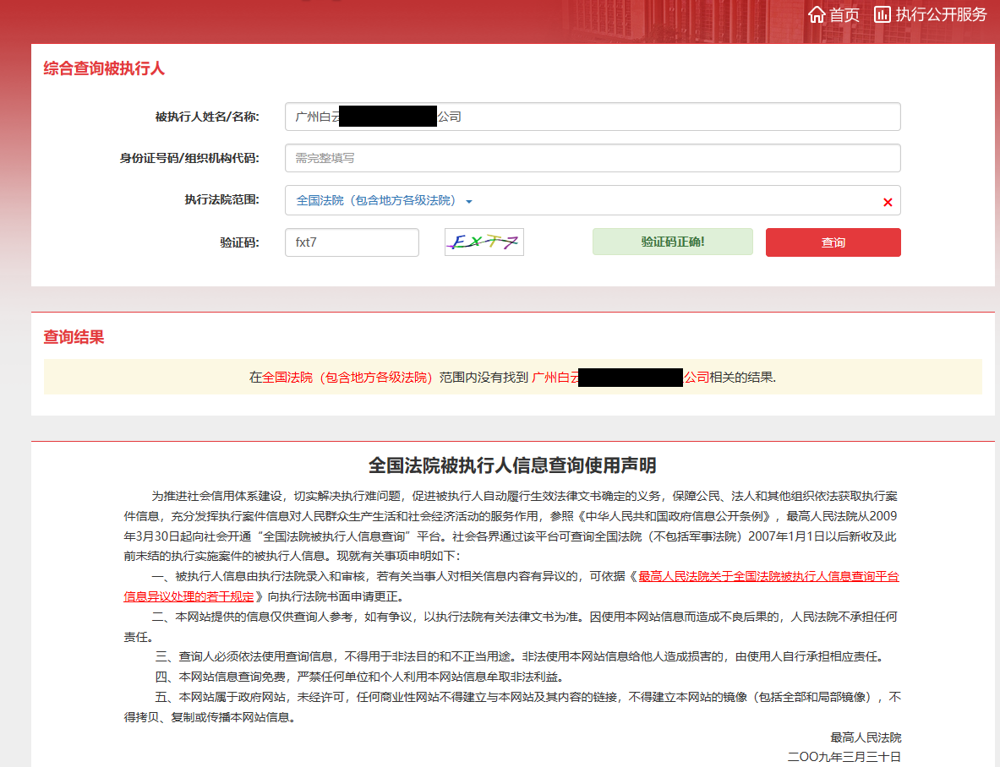 首页 执行公开服务
综合查询被执行人
被执行人姓名/名称: 广州白云 公司
身份证号码/组织机构代码: 需完整填写
执行法院范围: 全国法院（包含地方各级法院）
验证码: fxt7 FXT7 验证码正确! 查询
查询结果
在全国法院（包含地方各级法院）范围内没有找到 广州白云 公司相关的结果.
全国法院被执行人信息查询使用声明
为推进社会信用体系建设，切实解决执行难问题，促进被执行人自动履行生效法律文书确定的义务，保障公民、法人和其他组织依法获取执行案
件信息，充分发挥执行案件信息对人民群众生产生活和社会经济活动的服务作用，参照《中华人民共和国政府信息公开条例》，最高人民法院从2009
年3月30日起向社会开通“全国法院被执行人信息查询”平台。社会各界通过该平台可查询全国法院（不包括军事法院）2007年1月1日以后新收及此
前未结的执行实施案件的被执行人信息。现就有关事项申明如下：
一、被执行人信息由执行法院录入和审核，若有关当事人对相关信息内容有异议的，可依据《最高人民法院关于全国法院被执行人信息查询平台
信息异议处理的若干规定》向执行法院书面申请更正。
二、本网站提供的信息仅供查询人参考，如有争议，以执行法院有关法律文书为准。因使用本网站信息而造成不良后果的，人民法院不承担任何
责任。
三、查询人必须依法使用查询信息，不得用于非法目的和不正当用途。非法使用本网站信息给他人造成损害的，由使用人自行承担相应责任。
四、本网站信息查询免费，严禁任何单位和个人利用本网站信息牟取非法利益。
五、本网站属于政府网站，未经许可，任何商业性网站不得建立与本网站及其内容的链接，不得建立本网站的镜像（包括全部和局部镜像），不
得拷贝、复制或传播本网站信息。
最高人民法院
二〇〇九年三月三十日